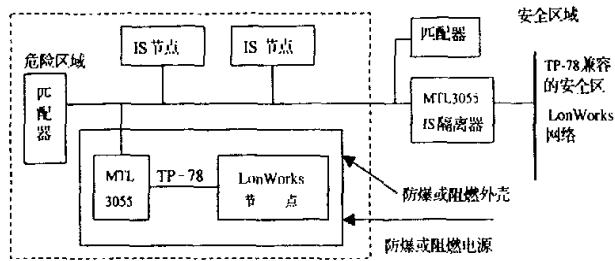 安全区域
危险区域
IS 节点
IS 节点
匹配器
匹
配
器
MTL3055
IS 隔离器
TP-78兼容
的安全区
LonWorks
网络
MTL
3055
TP-78
LonWorks
节 点
防爆或阻燃外壳
防爆或阻燃电源